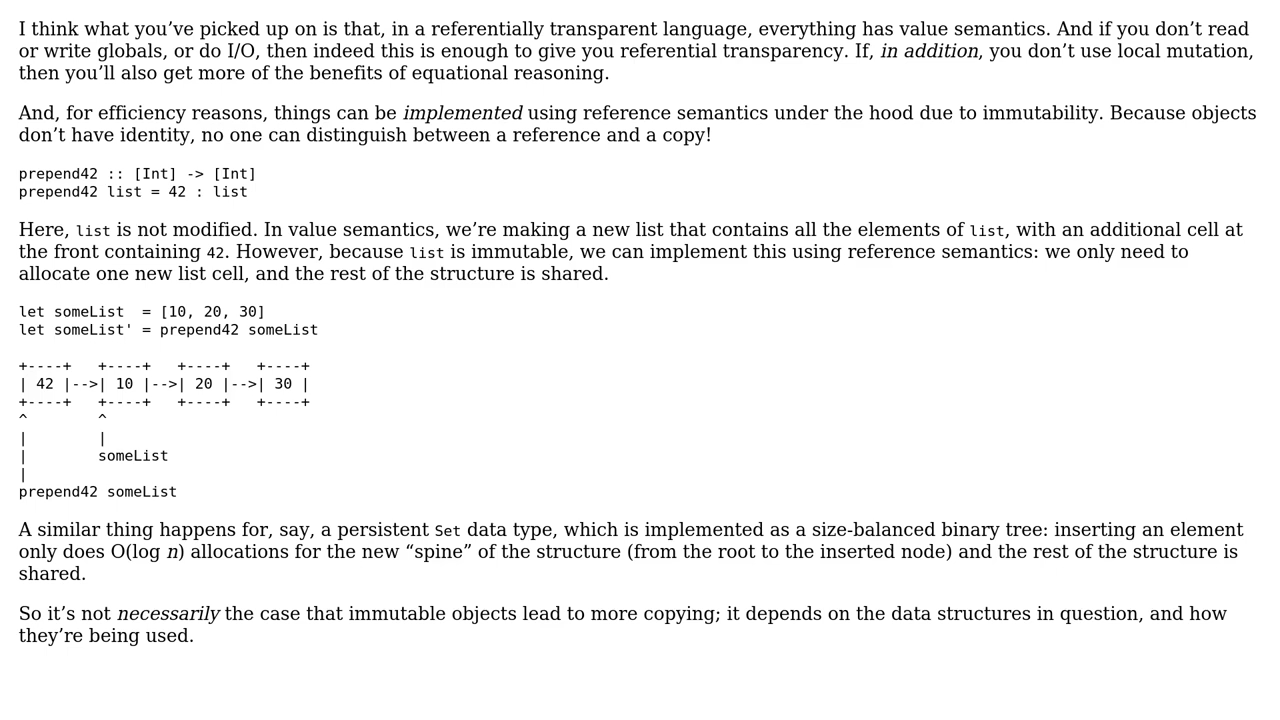 I think what you’ve picked up on is that, in a referentially transparent language, everything has value semantics. And if you don’t read
or write globals, or do I/O, then indeed this is enough to give you referential transparency. If, in addition, you don’t use local mutation,
then you’ll also get more of the benefits of equational reasoning.
And, for efficiency reasons, things can be implemented using reference semantics under the hood due to immutability. Because objects
don’t have identity, no one can distinguish between a reference and a copy!
prepend42 :: [Int] -> [Int]
prepend42 list = 42 : list
Here, list is not modified. In value semantics, we’re making a new list that contains all the elements of list, with an additional cell at
the front containing 42. However, because list is immutable, we can implement this using reference semantics: we only need to
allocate one new list cell, and the rest of the structure is shared.
let someList  = [10, 20, 30]
let someList' = prepend42 someList
+----+   +----+   +----+   +----+
| 42 |-->| 10 |-->| 20 |-->| 30 |
+----+   +----+   +----+   +----+
^        ^
|        |
|        someList
|
prepend42 someList
A similar thing happens for, say, a persistent Set data type, which is implemented as a size-balanced binary tree: inserting an element
only does O(log n) allocations for the new “spine” of the structure (from the root to the inserted node) and the rest of the structure is
shared.
So it’s not necessarily the case that immutable objects lead to more copying; it depends on the data structures in question, and how
they’re being used.